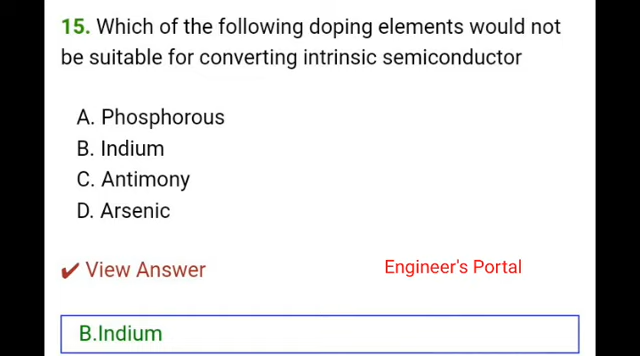 15. Which of the following doping elements would not
be suitable for converting intrinsic semiconductor
A. Phosphorous
B. Indium
C. Antimony
D. Arsenic
✔ View Answer
Engineer's Portal
B.Indium